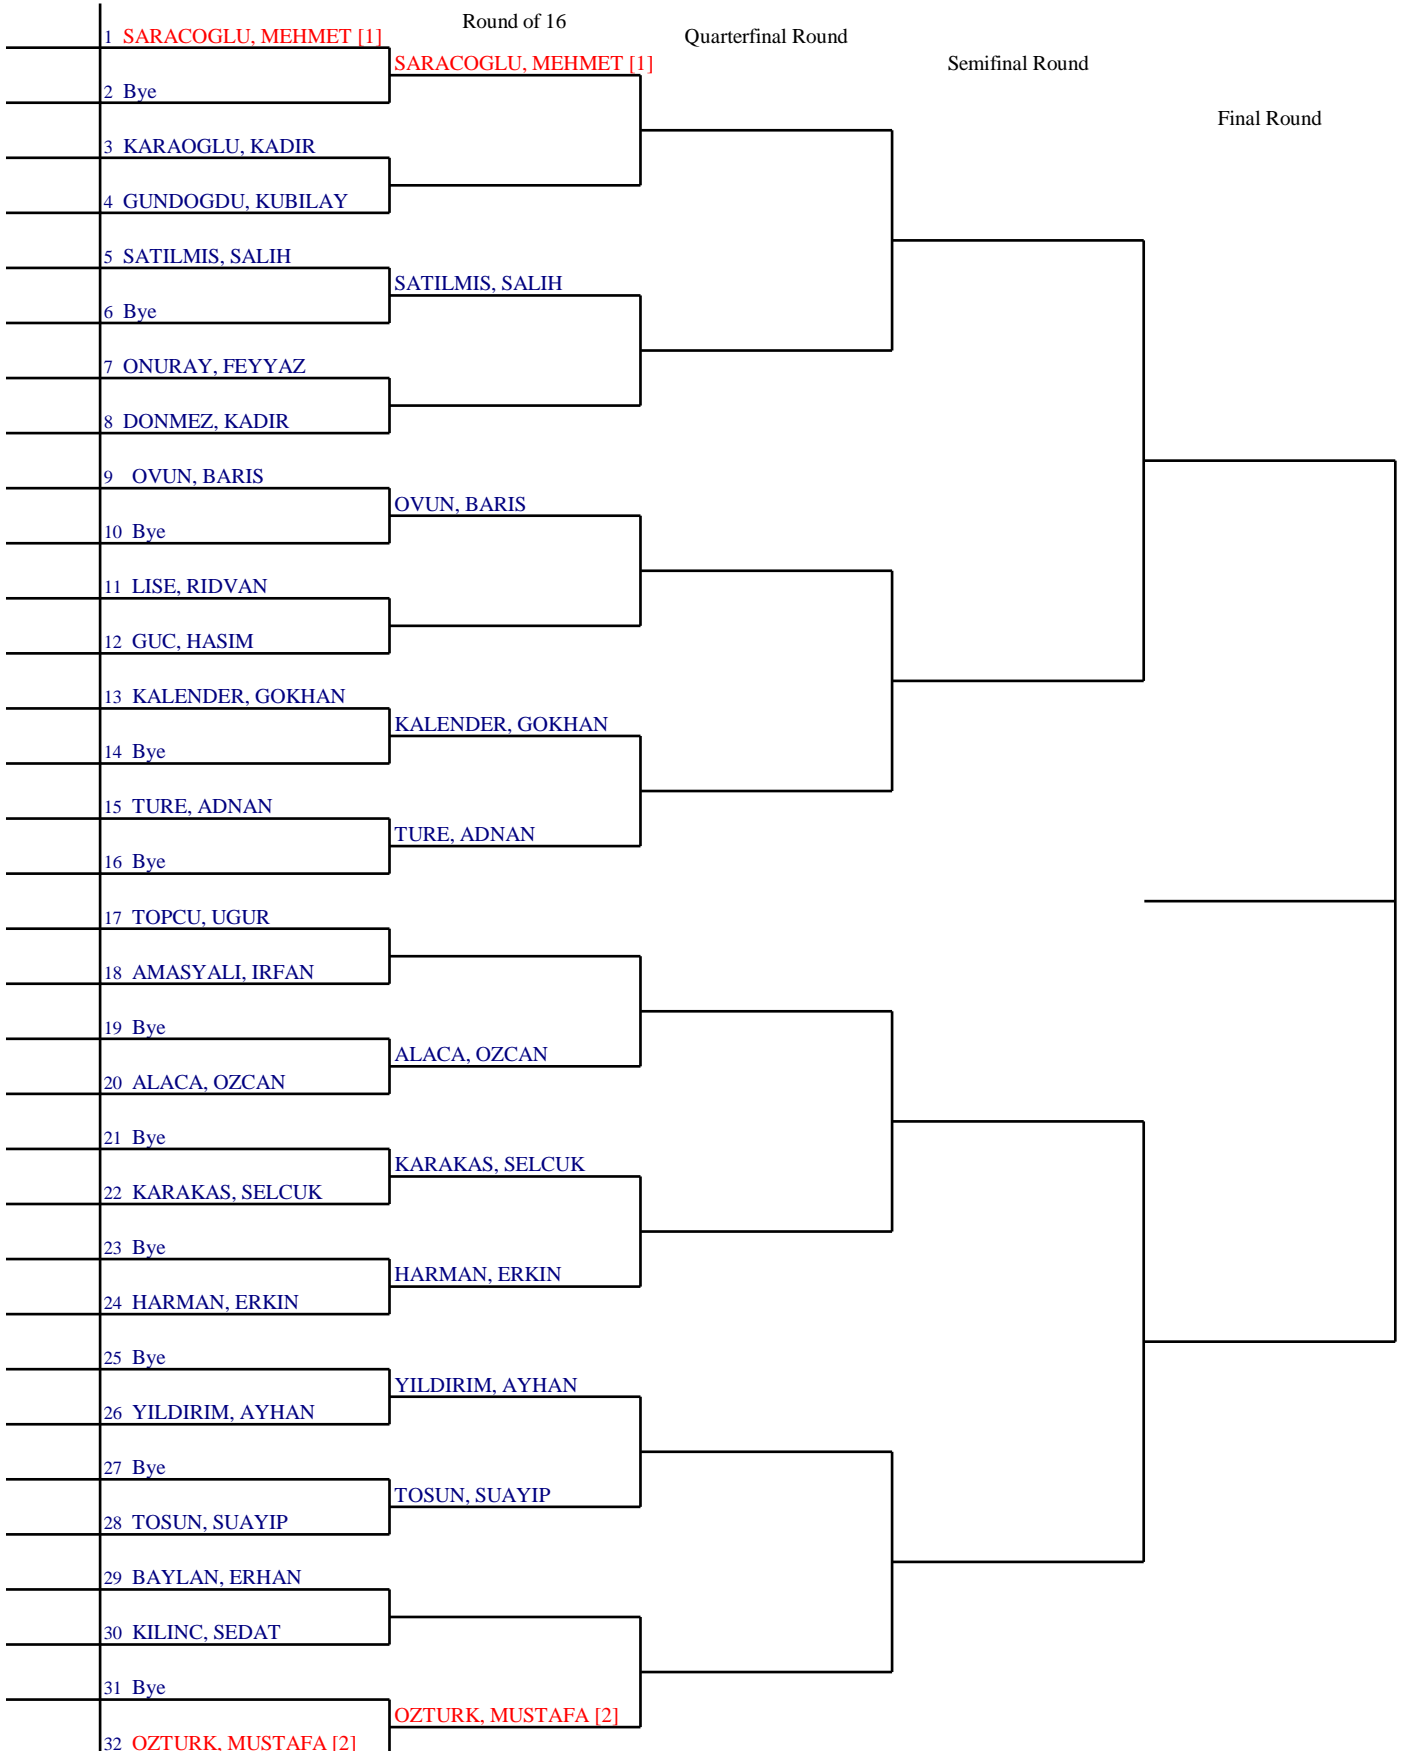 Round of 16
Quarterfinal Round
Semifinal Round
Final Round
1 SARACOGLU, MEHMET [1]
SARACOGLU, MEHMET [1]
2 Bye
3 KARAOGLU, KADIR
4 GUNDOGDU, KUBILAY
5 SATILMIS, SALIH
SATILMIS, SALIH
6 Bye
7 ONURAY, FEYYAZ
8 DONMEZ, KADIR
9 OVUN, BARIS
OVUN, BARIS
10 Bye
11 LISE, RIDVAN
12 GUC, HASIM
13 KALENDER, GOKHAN
KALENDER, GOKHAN
14 Bye
15 TURE, ADNAN
TURE, ADNAN
16 Bye
17 TOPCU, UGUR
18 AMASYALI, IRFAN
19 Bye
ALACA, OZCAN
20 ALACA, OZCAN
21 Bye
KARAKAS, SELCUK
22 KARAKAS, SELCUK
23 Bye
HARMAN, ERKIN
24 HARMAN, ERKIN
25 Bye
YILDIRIM, AYHAN
26 YILDIRIM, AYHAN
27 Bye
TOSUN, SUAYIP
28 TOSUN, SUAYIP
29 BAYLAN, ERHAN
30 KILINC, SEDAT
31 Bye
OZTURK, MUSTAFA [2]
32 OZTURK, MUSTAFA [2]